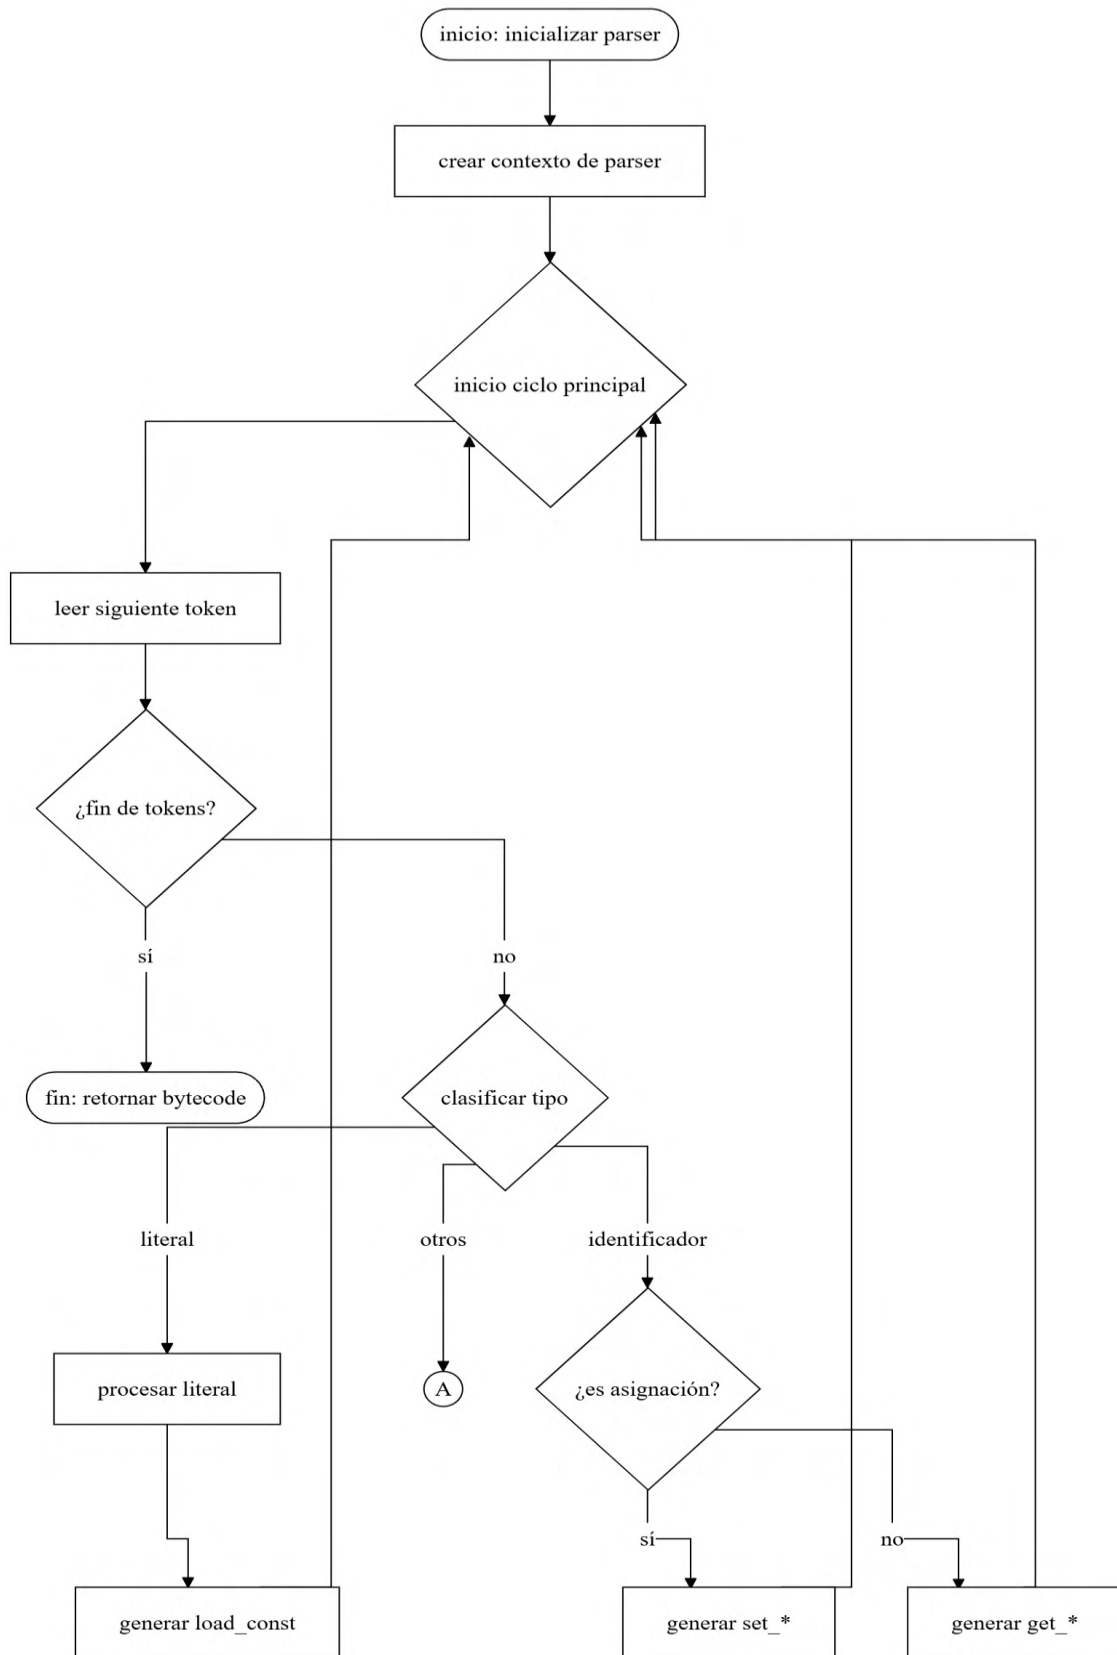 inicio: inicializar parser
crear contexto de parser
inicio ciclo principal
leer siguiente token
¿fin de tokens?
sí
no
fin: retornar bytecode
clasificar tipo
literal
otros
identificador
procesar literal
A
¿es asignación?
sí
no
generar load_const
generar set_*
generar get_*